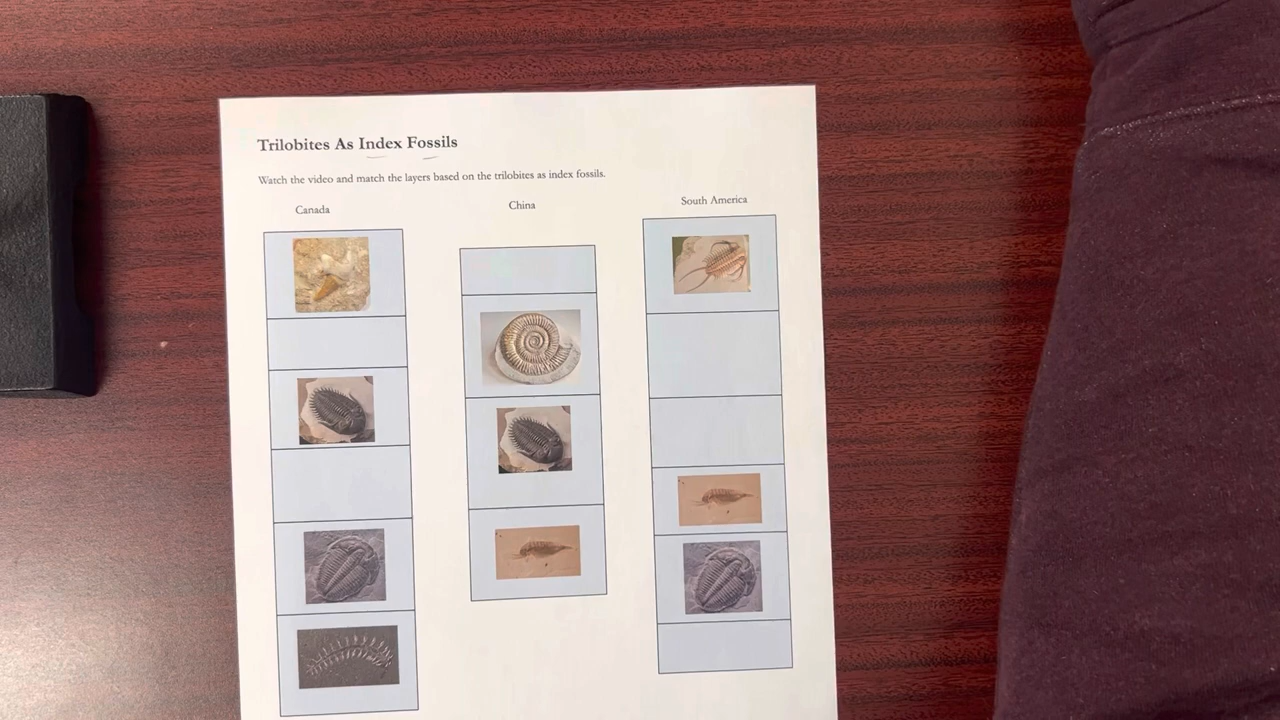 Trilobites As Index Fossils
Watch the video and match the layers based on the trilobites as index fossils.
Canada
China
South America